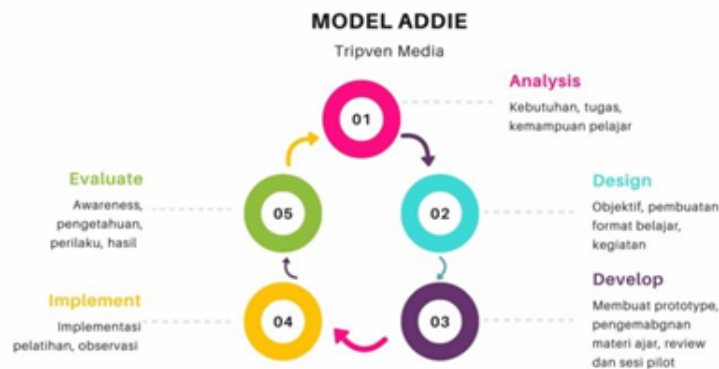 MODEL ADDIE
Tripven Media
01
Analysis
Kebutuhan, tugas,
kemampuan pelajar
02
Design
Objektif, pembuatan
format belajar,
kegiatan
03
Develop
Membuat prototype,
pengemabgnan
materi ajar, review
dan sesi pilot
04
Implement
Implementasi
pelatihan, observasi
05
Evaluate
Awareness,
pengetahuan,
perilaku, hasil